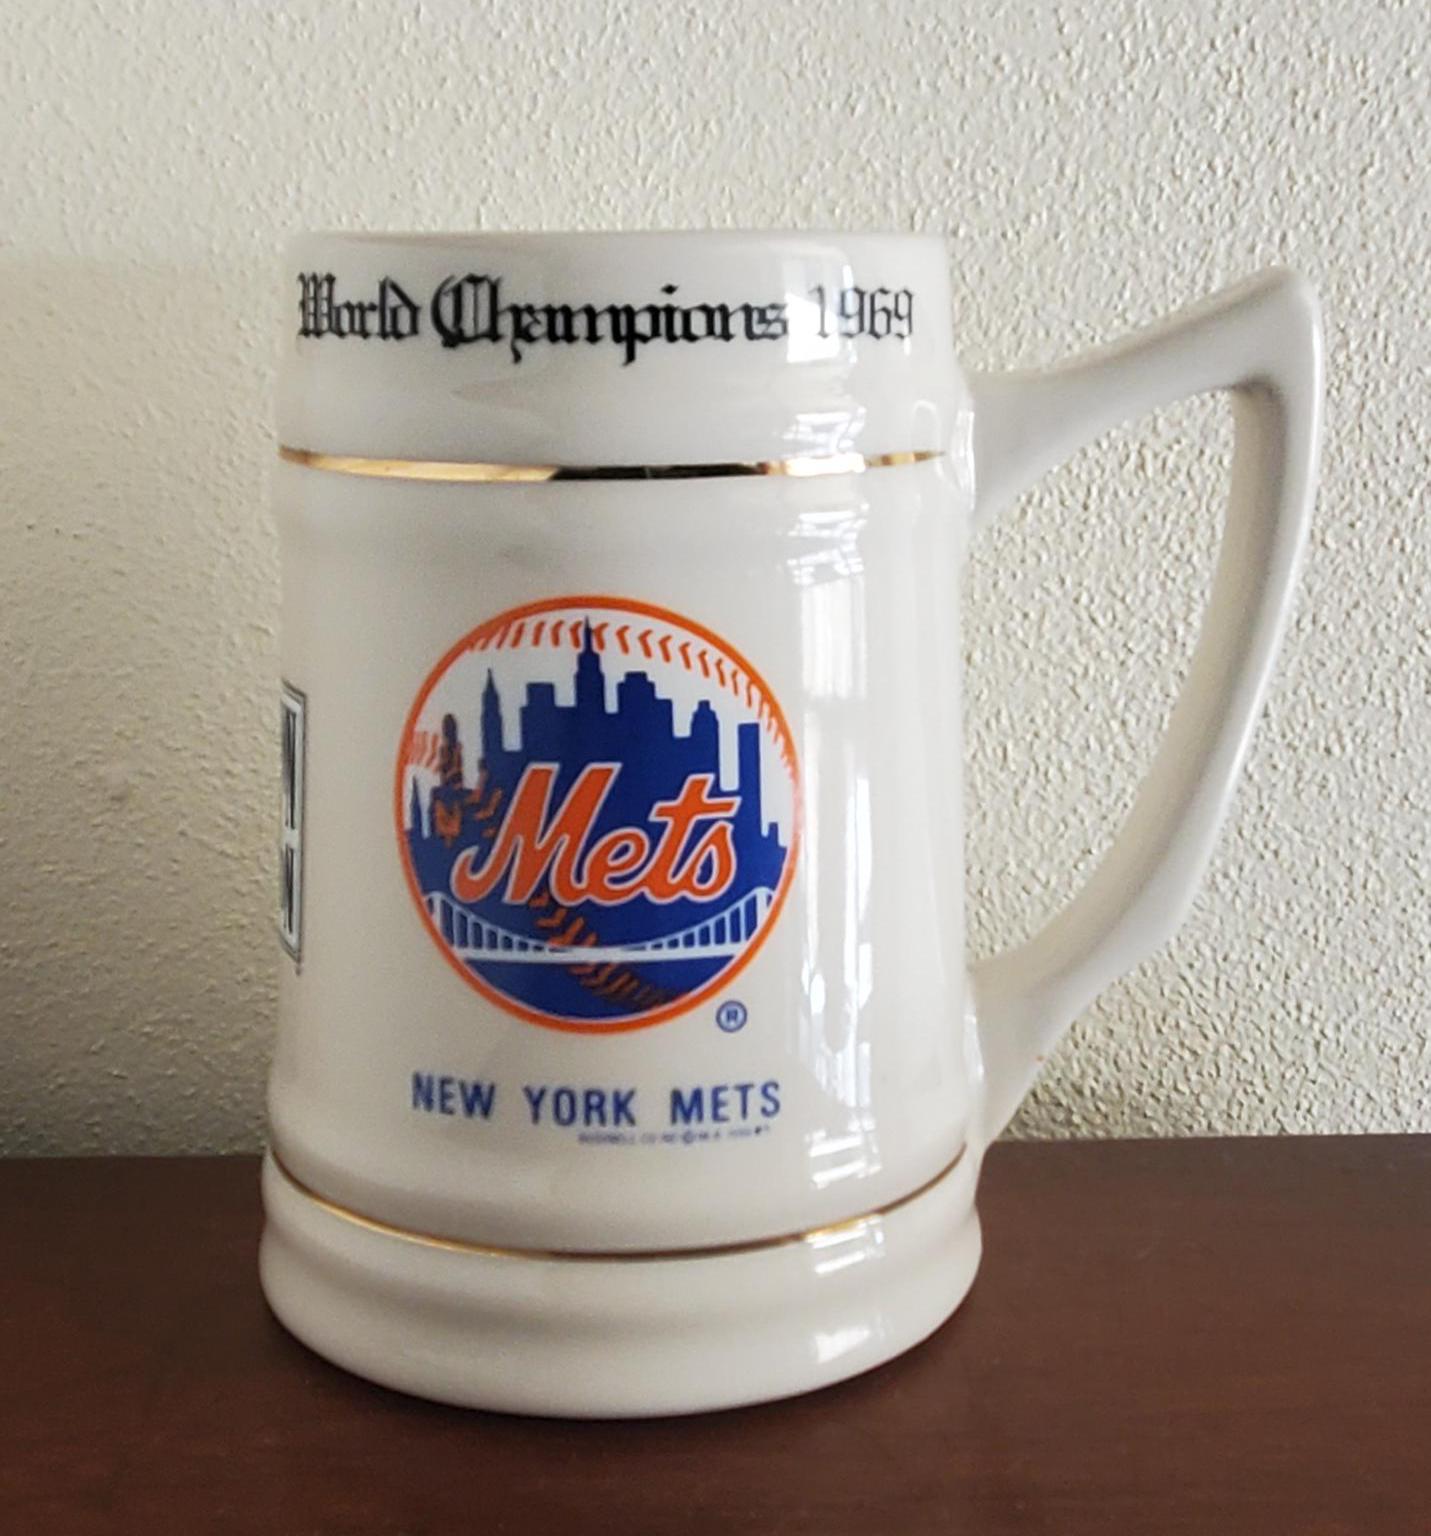 World Champions 1969
Mets
®
NEW YORK METS